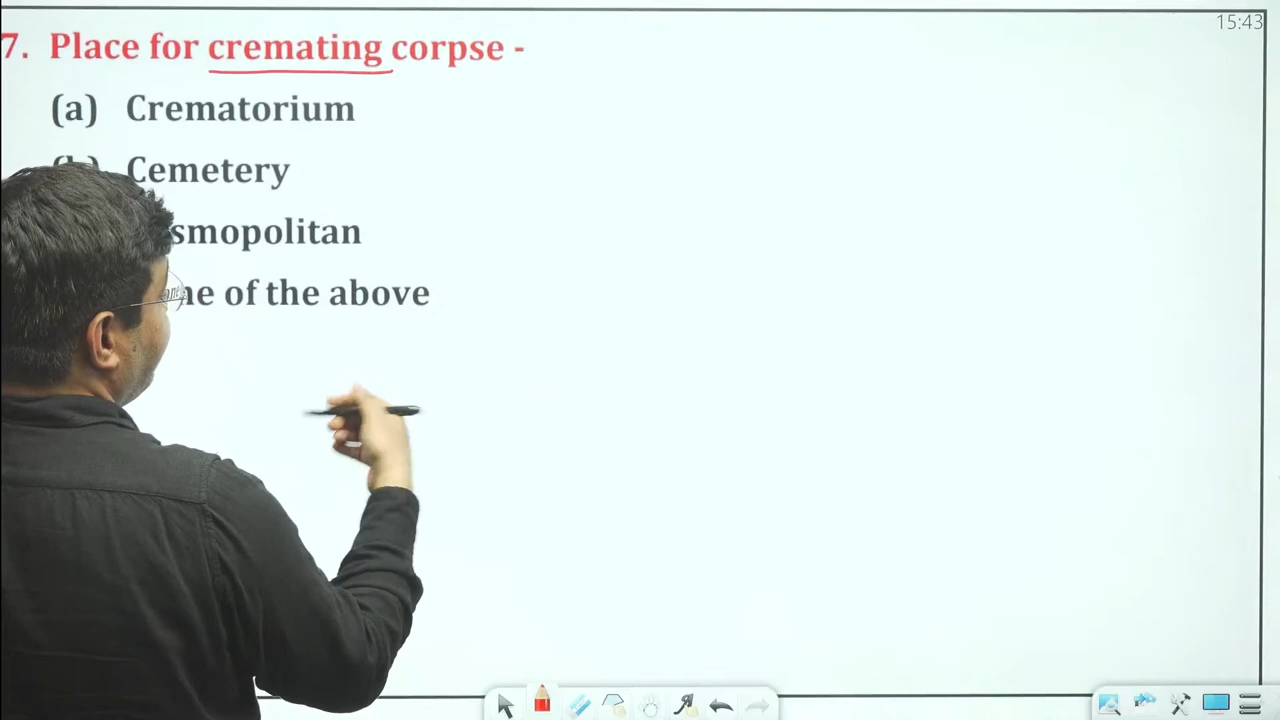 15:43
7. Place for cremating corpse -
(a) Crematorium
Cemetery
smopolitan
of the above